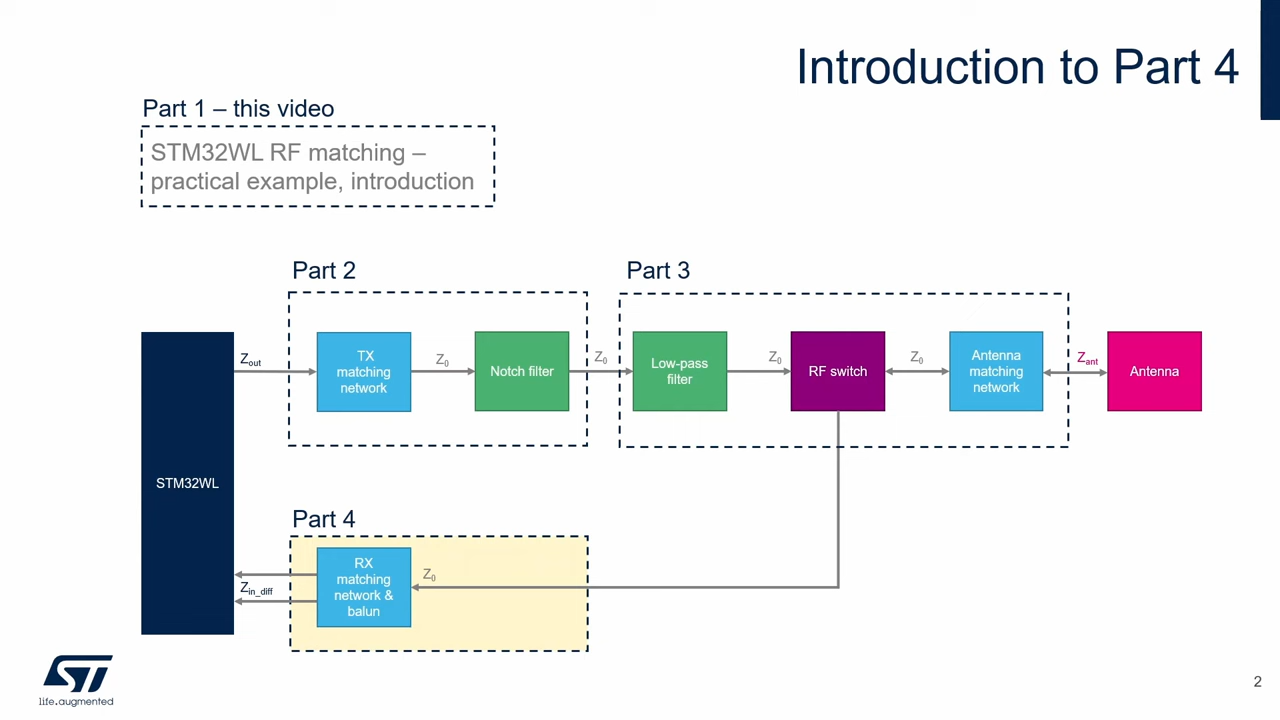 Introduction to Part 4
Part 1 – this video
STM32WL RF matching –
practical example, introduction
Part 2
Part 3
Zout
TX
matching
network
Z0
Notch filter
Z0
Low-pass
filter
Z0
RF switch
Z0
Antenna
matching
network
Zant
Antenna
STM32WL
Part 4
RX
matching
network &
balun
Z0
Zin_diff
ST
life.augmented
2